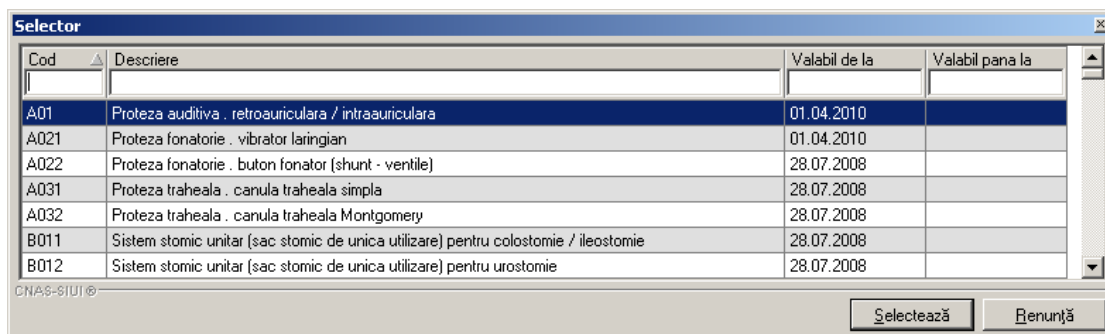 Selector
Cod Descriere Valabil de la Valabil pana la
A01 Proteza auditiva . retroauriculara / intraauriculara 01.04.2010
A021 Proteza fonatorie . vibrator laringian 01.04.2010
A022 Proteza fonatorie . buton fonator (shunt - ventile) 28.07.2008
A031 Proteza traheala . canula traheala simpla 28.07.2008
A032 Proteza traheala . canula traheala Montgomery 28.07.2008
B011 Sistem stomic unitar (sac stomic de unica utilizare) pentru colostomie / ileostomie 28.07.2008
B012 Sistem stomic unitar (sac stomic de unica utilizare) pentru urostomie 28.07.2008
CNAS-SIUI ®
Selectează Renunţă